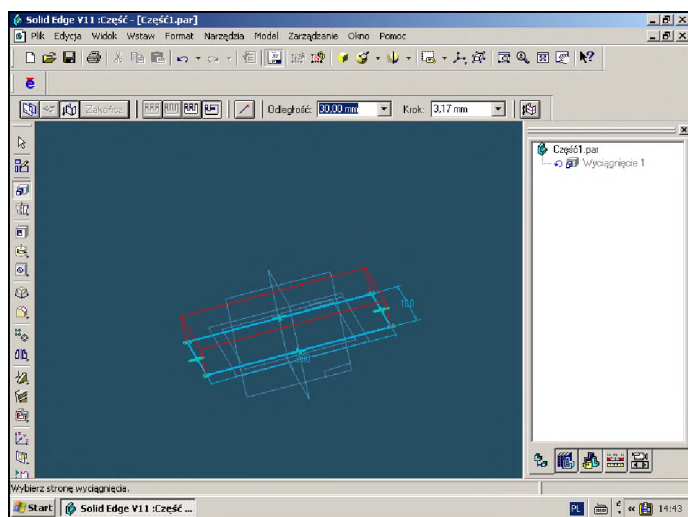 Solid Edge V11 :Część - [Część1.par]
Plik Edycja Widok Wstaw Format Narzędzia Model Zarządzanie Okno Pomoc
Zakończ Odległość: 30,00 mm Krok: 3,17 mm
Część1.par
Wyciągnięcie 1
Wybierz stronę wyciągnięcia.
Start Solid Edge V11 :Część ... PL 14:43